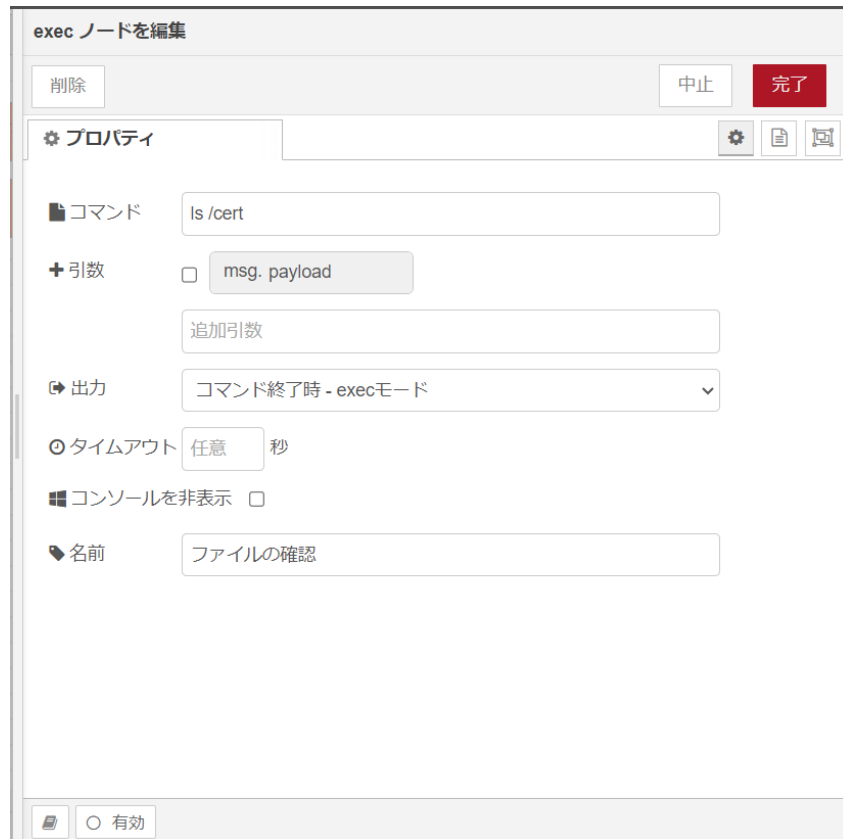 exec ノードを編集
削除
中止
完了
プロパティ
コマンド
ls /cert
引数
msg. payload
追加引数
出力
コマンド終了時 - execモード
タイムアウト
任意
秒
コンソールを非表示
名前
ファイルの確認
有効